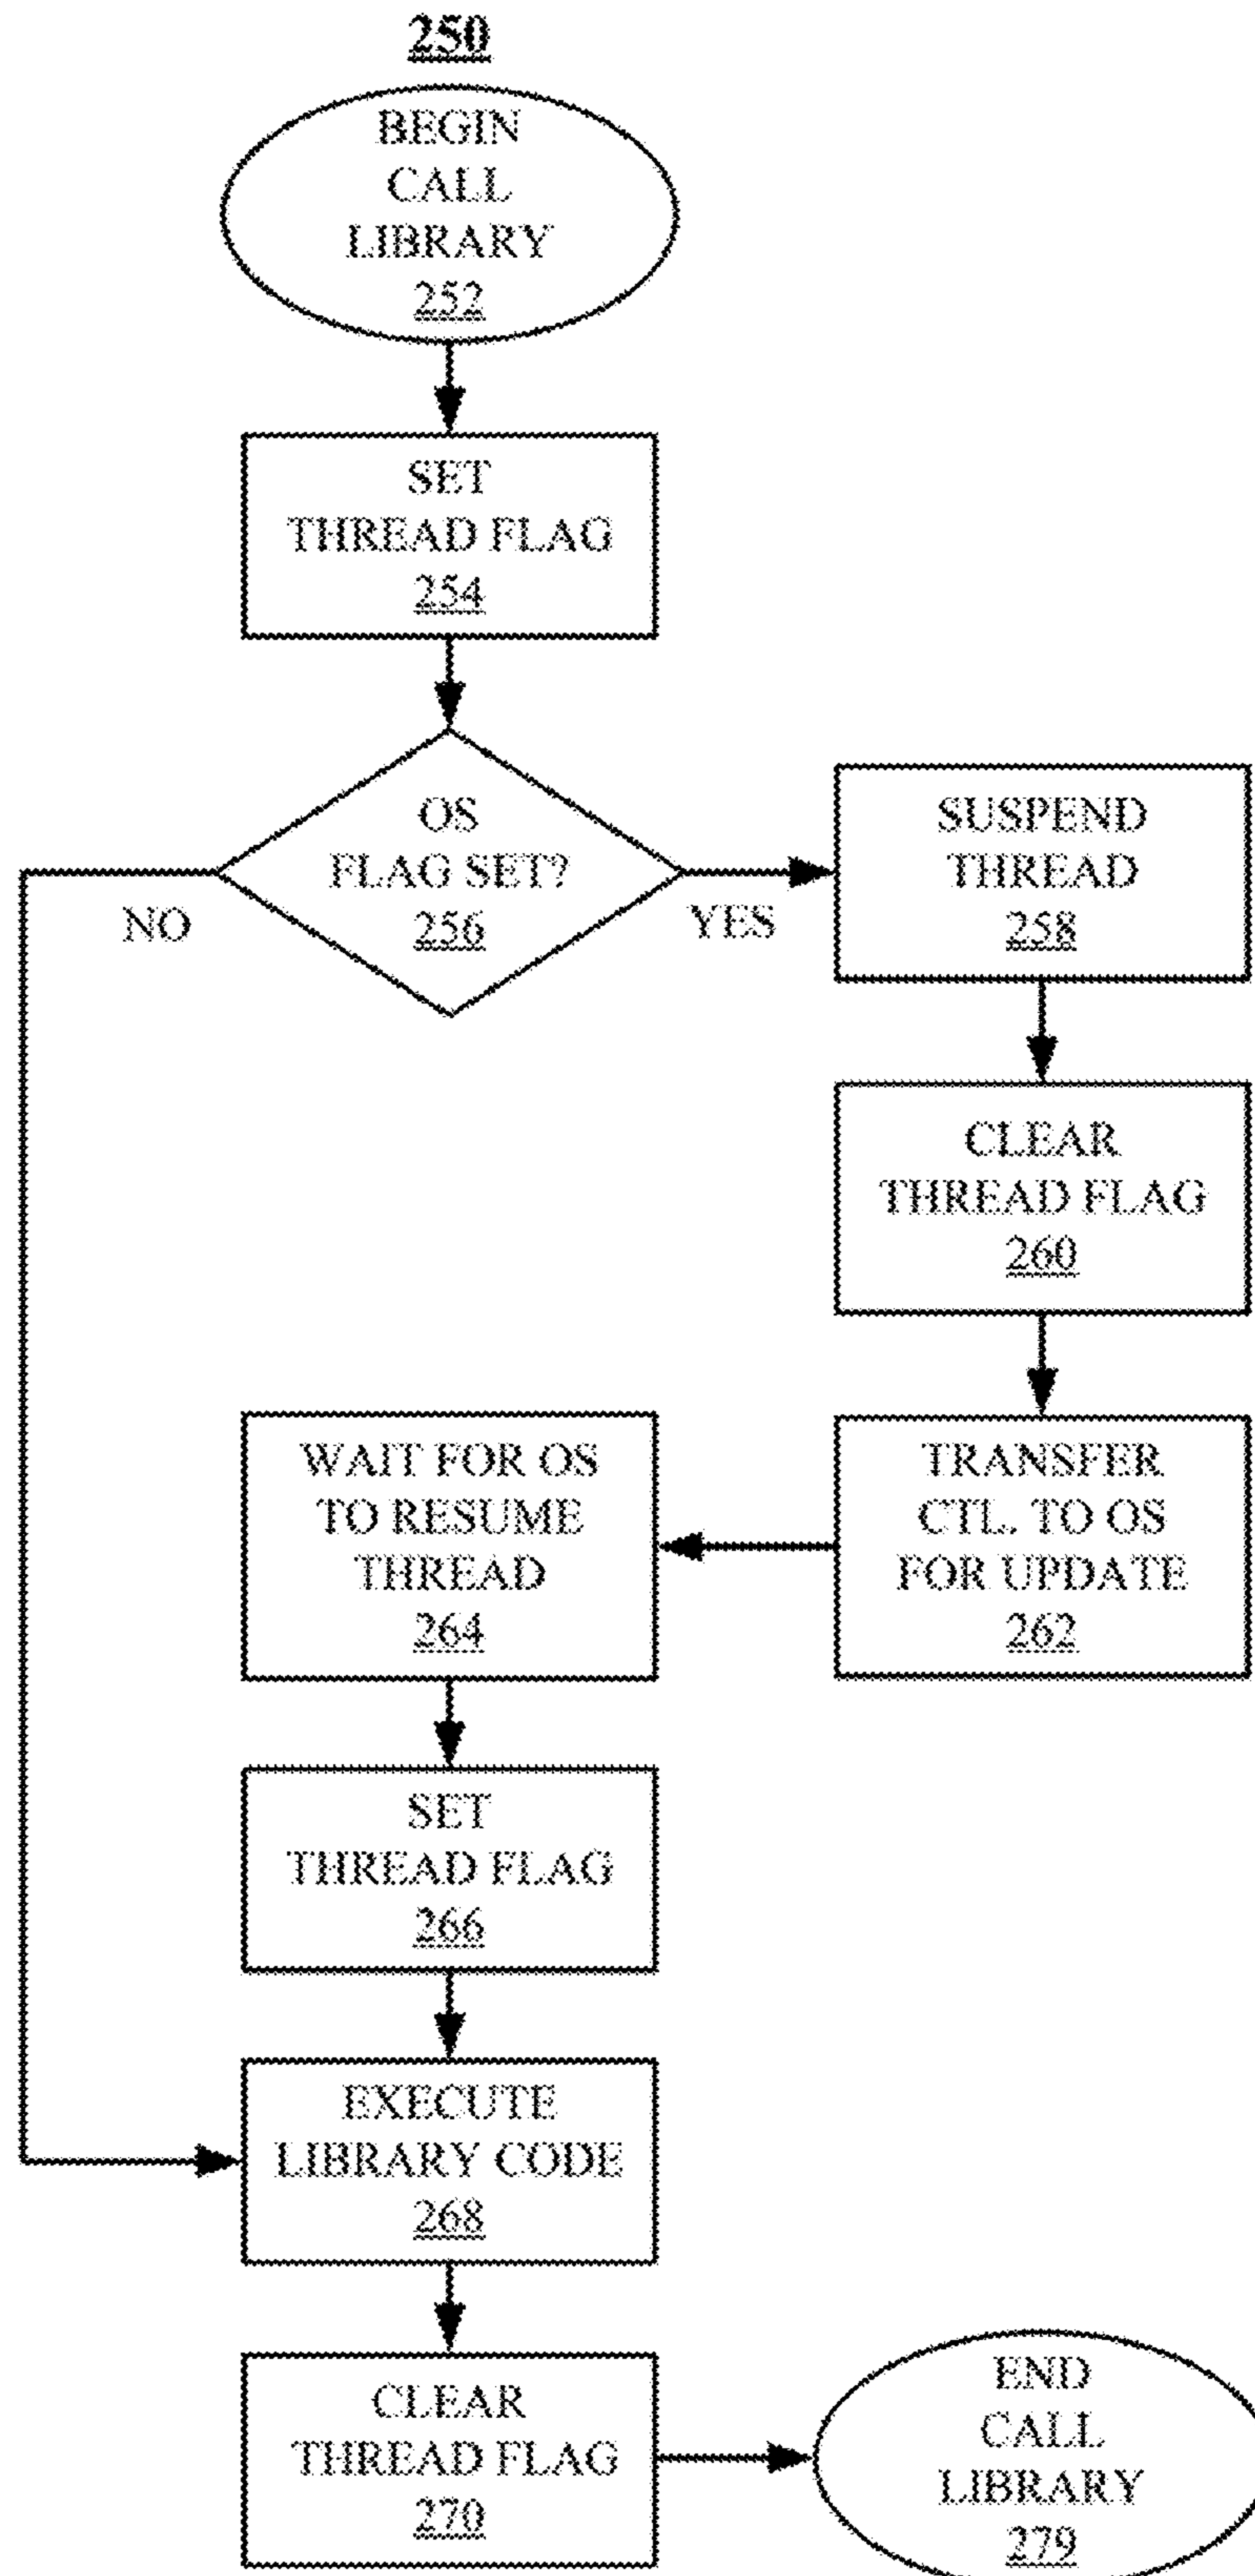 250
BEGIN
CALL
LIBRARY
252
SET
THREAD FLAG
254
OS
FLAG SET?
256
NO
YES
SUSPEND
THREAD
258
CLEAR
THREAD FLAG
260
TRANSFER
CTL. TO OS
FOR UPDATE
262
WAIT FOR OS
TO RESUME
THREAD
264
SET
THREAD FLAG
266
EXECUTE
LIBRARY CODE
268
CLEAR
THREAD FLAG
270
END
CALL
LIBRARY
279